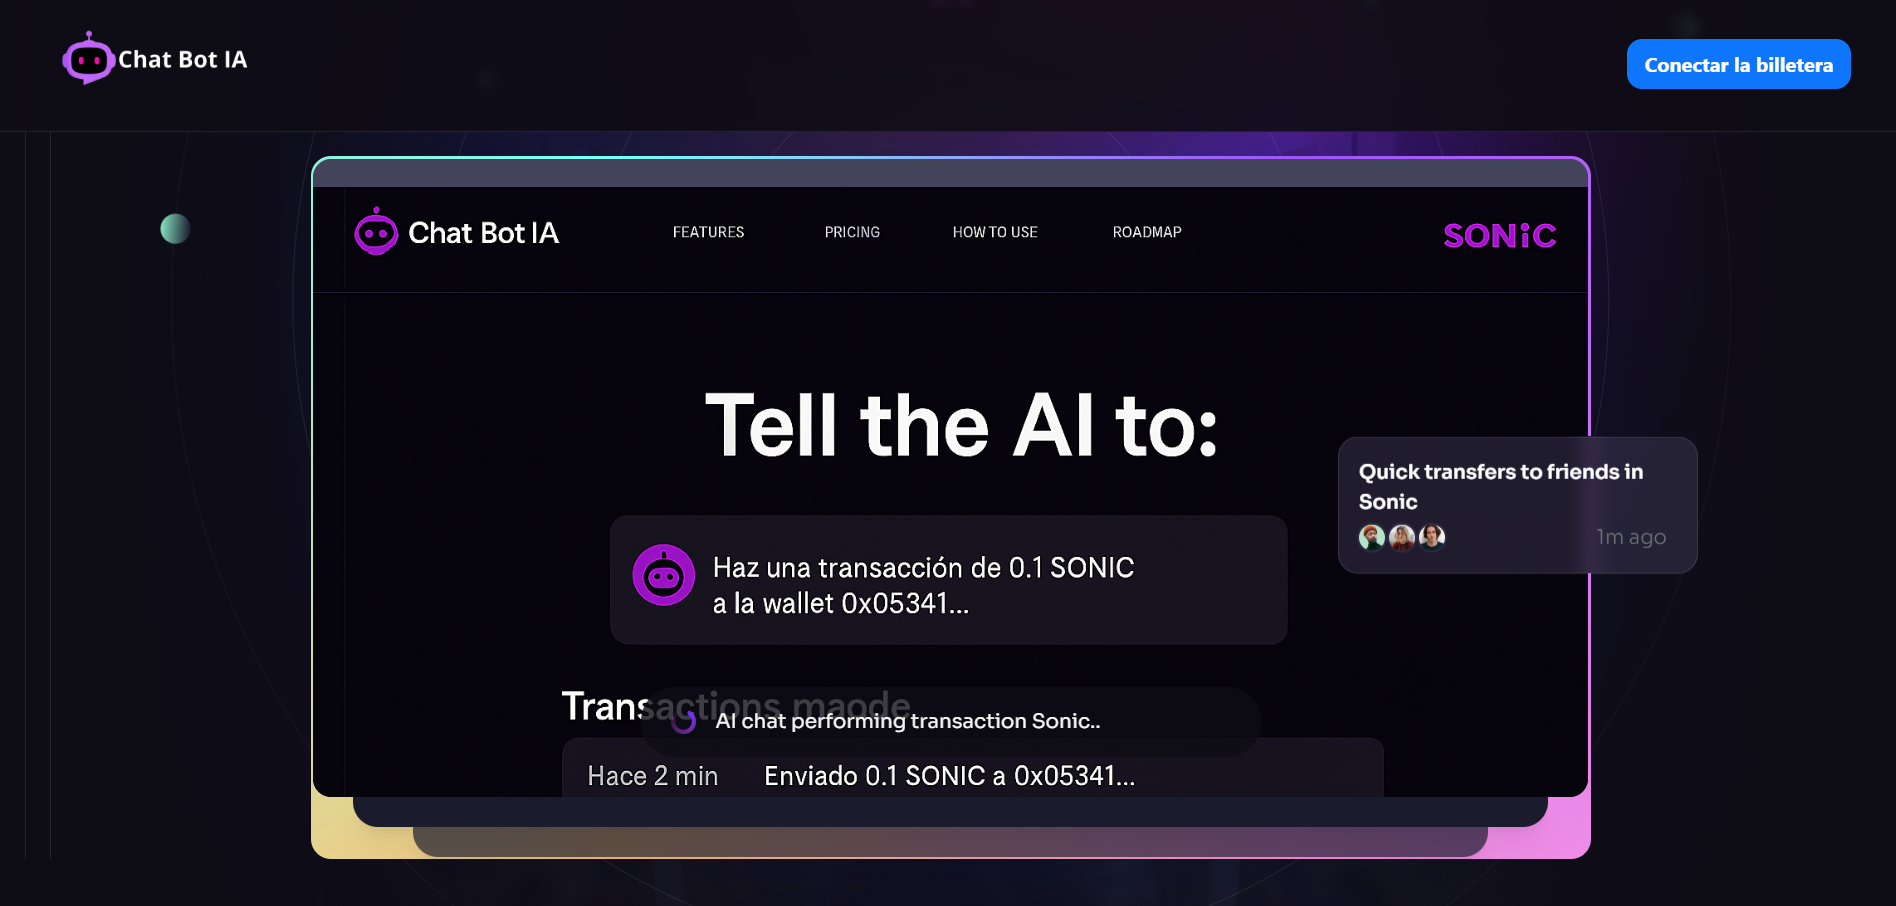 Chat Bot IA
Conectar la billetera
Chat Bot IA
FEATURES
PRICING
HOW TO USE
ROADMAP
SONiC
Tell the AI to:
Quick transfers to friends in
Sonic
1m ago
Haz una transacción de 0.1 SONIC
a la wallet 0x05341...
Transactions maode
AI chat performing transaction Sonic..
Hace 2 min
Enviado 0.1 SONIC a 0x05341...